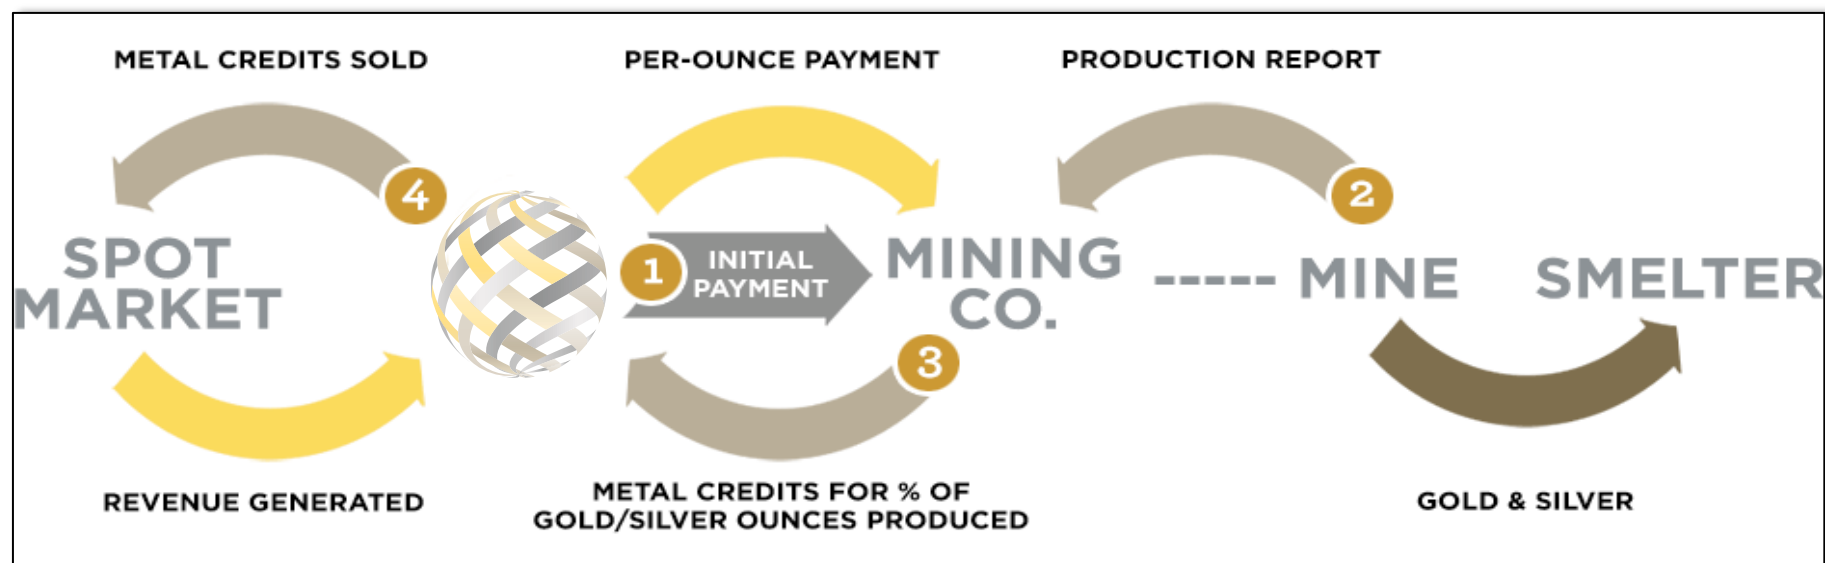 METAL CREDITS SOLD
PER-OUNCE PAYMENT
PRODUCTION REPORT
4
2
SPOT
MARKET
1
INITIAL
PAYMENT
MINING
CO.
-----
MINE
SMELTER
3
REVENUE GENERATED
METAL CREDITS FOR % OF
GOLD/SILVER OUNCES PRODUCED
GOLD & SILVER